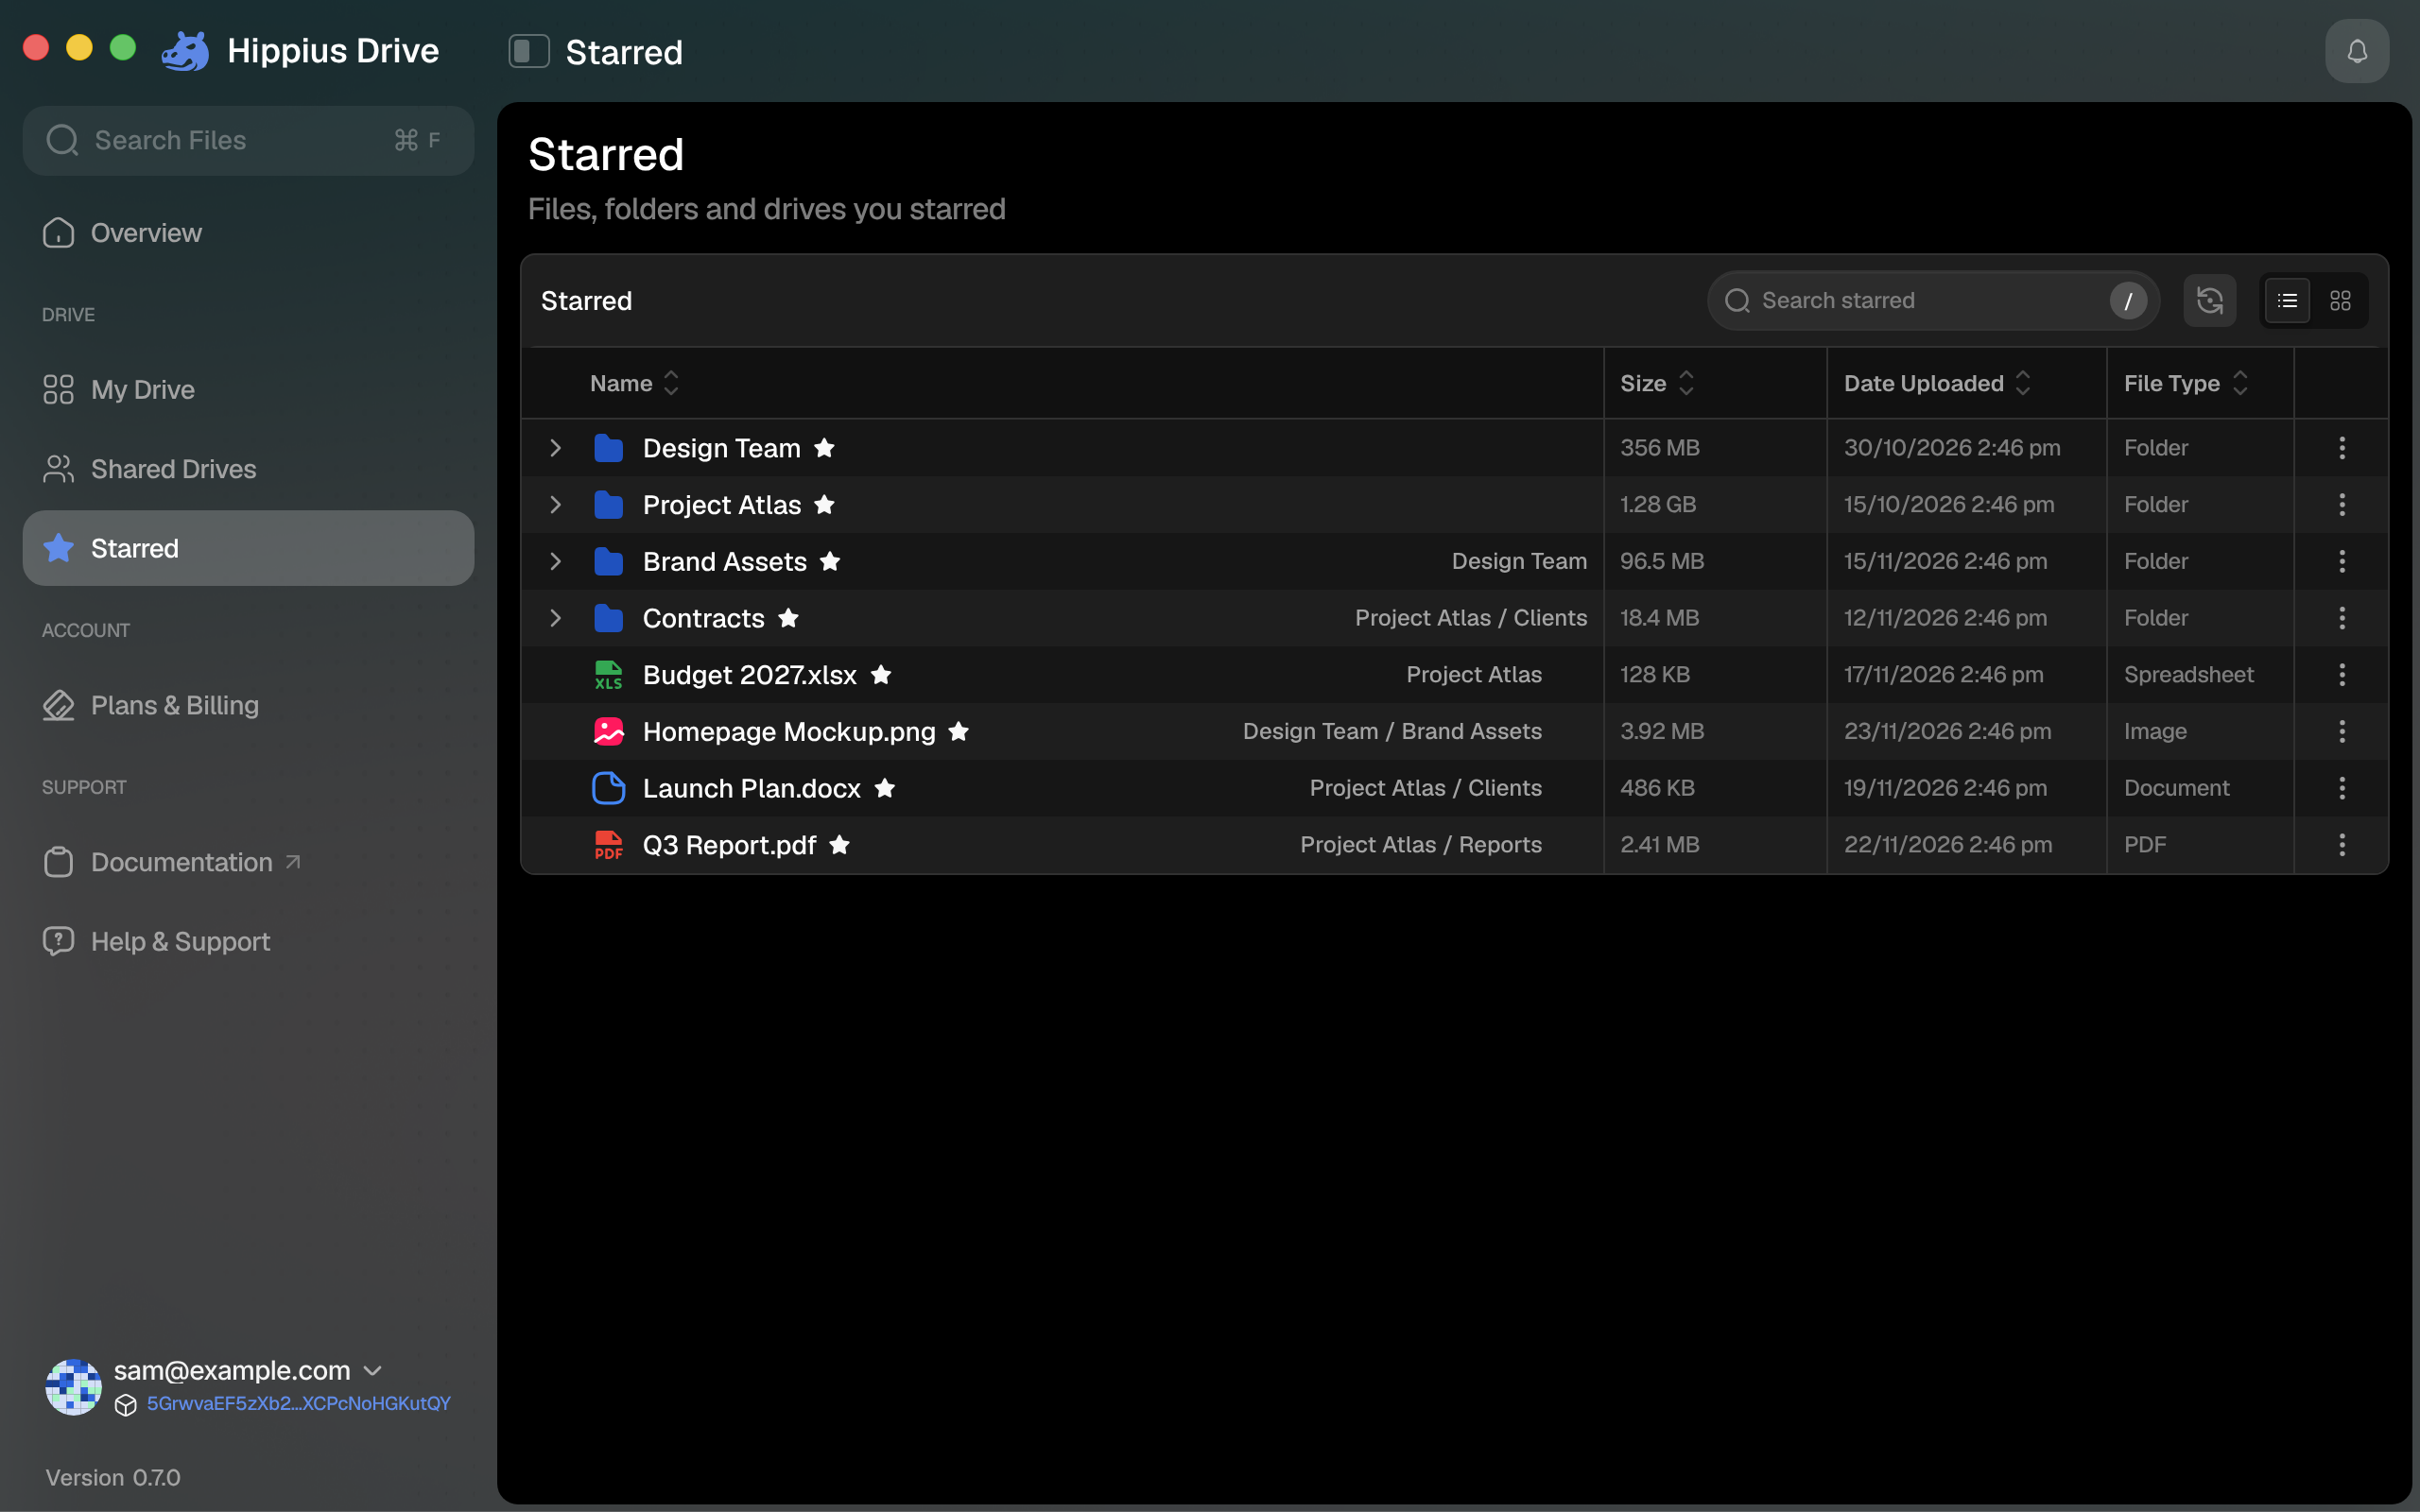 Hippius Drive
Starred
Search Files ⌘ F
Overview
DRIVE
My Drive
Shared Drives
Starred
ACCOUNT
Plans & Billing
SUPPORT
Documentation
Help & Support
sam@example.com
5GrwvaEF5zXb2...XCPcNoHGKutQY
Version 0.7.0
Starred
Files, folders and drives you starred
Starred
Search starred /
Name Size Date Uploaded File Type
Design Team 356 MB 30/10/2026 2:46 pm Folder
Project Atlas 1.28 GB 15/10/2026 2:46 pm Folder
Brand Assets Design Team 96.5 MB 15/11/2026 2:46 pm Folder
Contracts Project Atlas / Clients 18.4 MB 12/11/2026 2:46 pm Folder
XLS Budget 2027.xlsx Project Atlas 128 KB 17/11/2026 2:46 pm Spreadsheet
Homepage Mockup.png Design Team / Brand Assets 3.92 MB 23/11/2026 2:46 pm Image
Launch Plan.docx Project Atlas / Clients 486 KB 19/11/2026 2:46 pm Document
PDF Q3 Report.pdf Project Atlas / Reports 2.41 MB 22/11/2026 2:46 pm PDF